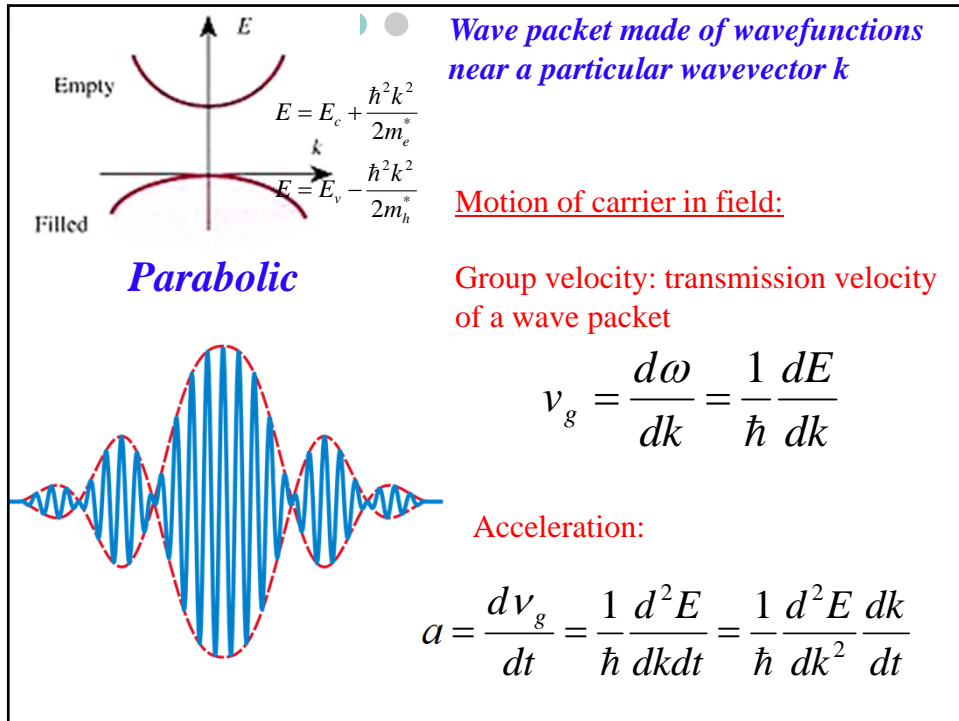 E
Empty
E = E_c + ħ²k² / 2m_e^*
k
E = E_v − ħ²k² / 2m_h^*
Filled
Parabolic
Wave packet made of wavefunctions
near a particular wavevector k
Motion of carrier in field:
Group velocity: transmission velocity
of a wave packet
v_g = dω/dk = 1/ħ dE/dk
Acceleration:
a = dv_g/dt = 1/ħ d²E/dkdt = 1/ħ d²E/dk² dk/dt